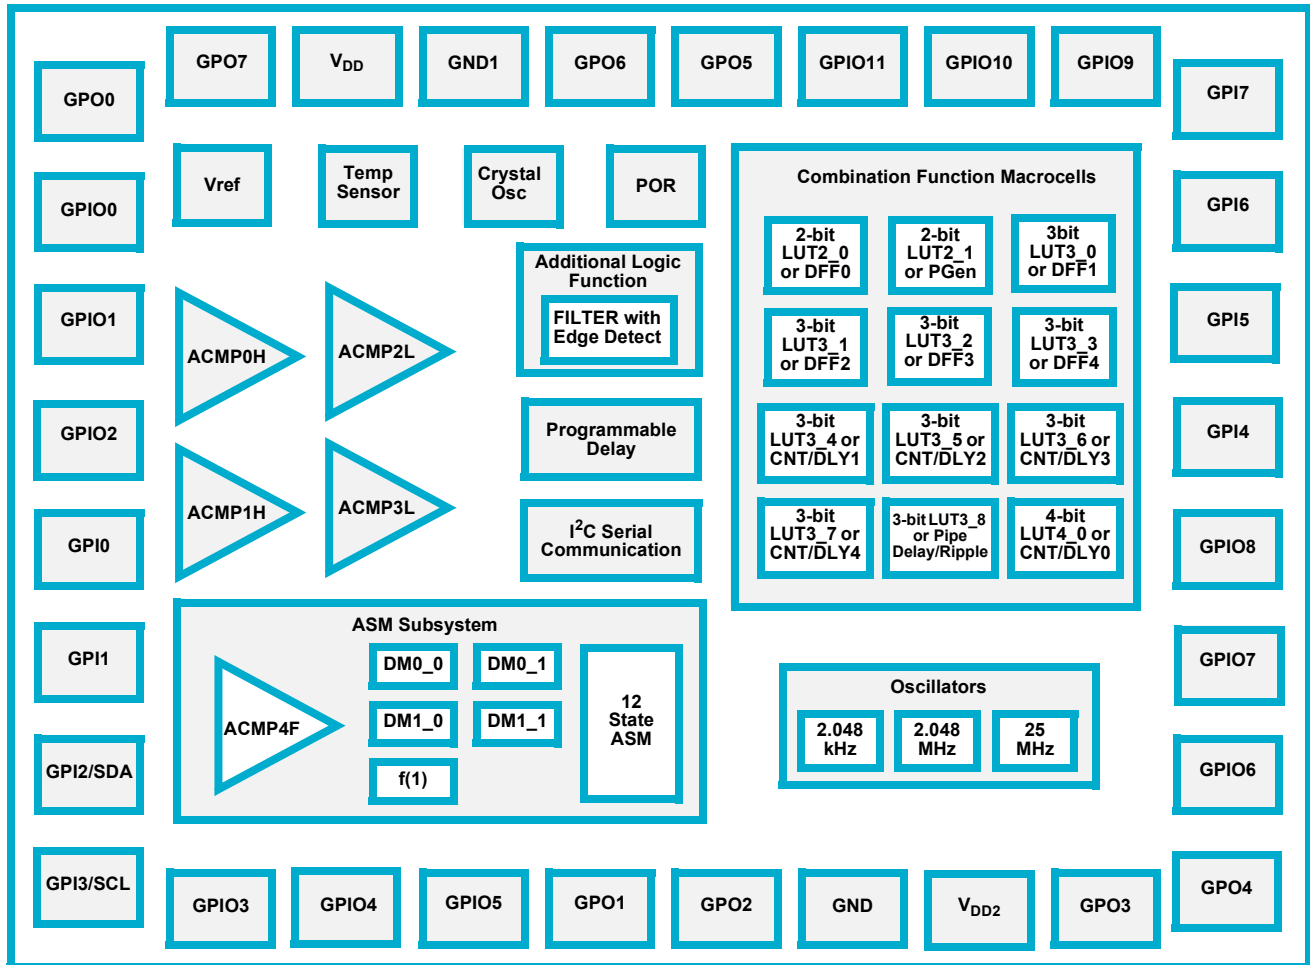 GPO7
VDD
GND1
GPO6
GPO5
GPIO11
GPIO10
GPIO9
GPO0
GPIO0
GPIO1
GPIO2
GPI0
GPI1
GPI2/SDA
GPI3/SCL
GPI7
GPI6
GPI5
GPI4
GPIO8
GPIO7
GPIO6
GPO4
Vref
Temp
Sensor
Crystal
Osc
POR
ACMP0H
ACMP2L
ACMP1H
ACMP3L
Additional Logic
Function
FILTER with
Edge Detect
Programmable
Delay
I2C Serial
Communication
Combination Function Macrocells
2-bit
LUT2_0
or DFF0
2-bit
LUT2_1
or PGen
3bit
LUT3_0
or DFF1
3-bit
LUT3_1
or DFF2
3-bit
LUT3_2
or DFF3
3-bit
LUT3_3
or DFF4
3-bit
LUT3_4 or
CNT/DLY1
3-bit
LUT3_5 or
CNT/DLY2
3-bit
LUT3_6 or
CNT/DLY3
3-bit
LUT3_7 or
CNT/DLY4
3-bit LUT3_8
or Pipe
Delay/Ripple
4-bit
LUT4_0 or
CNT/DLY0
ASM Subsystem
ACMP4F
DM0_0
DM0_1
DM1_0
DM1_1
f(1)
12
State
ASM
Oscillators
2.048
kHz
2.048
MHz
25
MHz
GPIO3
GPIO4
GPIO5
GPO1
GPO2
GND
VDD2
GPO3